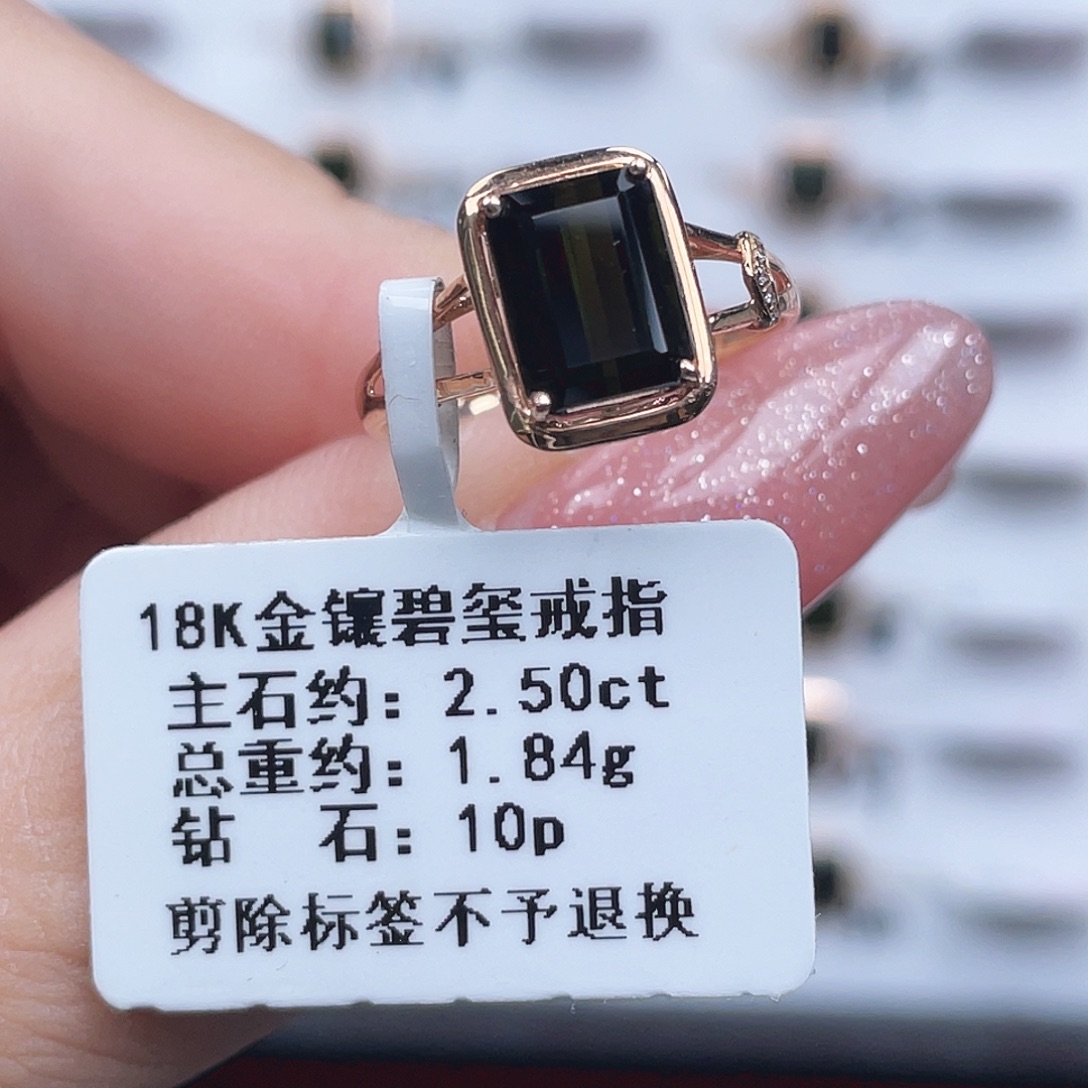 18K金镶碧玺戒指
主石约：2.50ct
总重约：1.84g
钻 石：10p
剪除标签不予退换